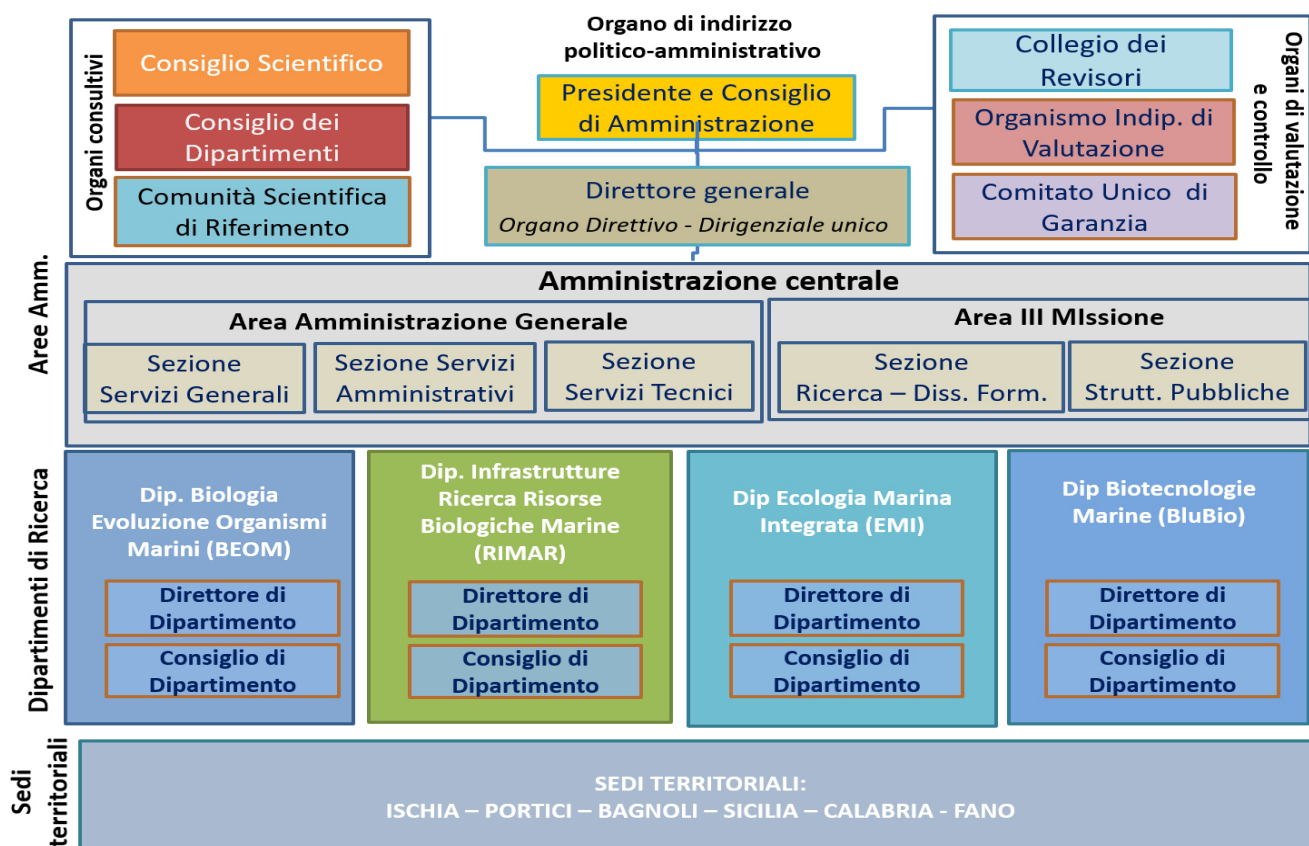 Organi consultivi
Consiglio Scientifico
Consiglio dei
Dipartimenti
Comunità Scientifica
di Riferimento
Organo di indirizzo
politico-amministrativo
Presidente e Consiglio
di Amministrazione
Direttore generale
Organo Direttivo - Dirigenziale unico
Collegio dei
Revisori
Organismo Indip. di
Valutazione
Comitato Unico di
Garanzia
Organi di valutazione
e controllo
Aree Amm.
Amministrazione centrale
Area Amministrazione Generale
Sezione
Servizi Generali
Sezione Servizi
Amministrativi
Sezione
Servizi Tecnici
Area III MIssione
Sezione
Ricerca – Diss. Form.
Sezione
Strutt. Pubbliche
Dipartimenti di Ricerca
Dip. Biologia
Evoluzione Organismi
Marini (BEOM)
Direttore di
Dipartimento
Consiglio di
Dipartimento
Dip. Infrastrutture
Ricerca Risorse
Biologiche Marine
(RIMAR)
Direttore di
Dipartimento
Consiglio di
Dipartimento
Dip Ecologia Marina
Integrata (EMI)
Direttore di
Dipartimento
Consiglio di
Dipartimento
Dip Biotecnologie
Marine (BluBio)
Direttore di
Dipartimento
Consiglio di
Dipartimento
Sedi
territoriali
SEDI TERRITORIALI:
ISCHIA – PORTICI – BAGNOLI – SICILIA – CALABRIA - FANO